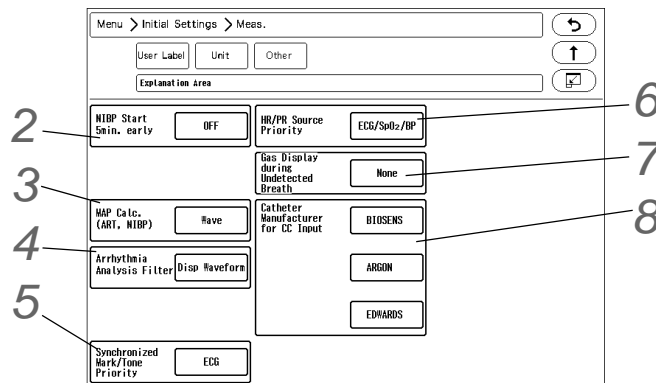 Menu > Initial Settings > Meas.
User Label Unit Other
Explanation Area
2
NIBP Start
5min. early
OFF
HR/PR Source
Priority
ECG/SpO2/BP
6
Gas Display
during
Undetected
Breath
None
7
3
MAP Calc.
(ART, NIBP)
Wave
Catheter
Manufacturer
for CC Input
BIOSENS
8
4
Arrhythmia
Analysis Filter
Disp Waveform
ARGON
EDWARDS
5
Synchronized
Mark/Tone
Priority
ECG